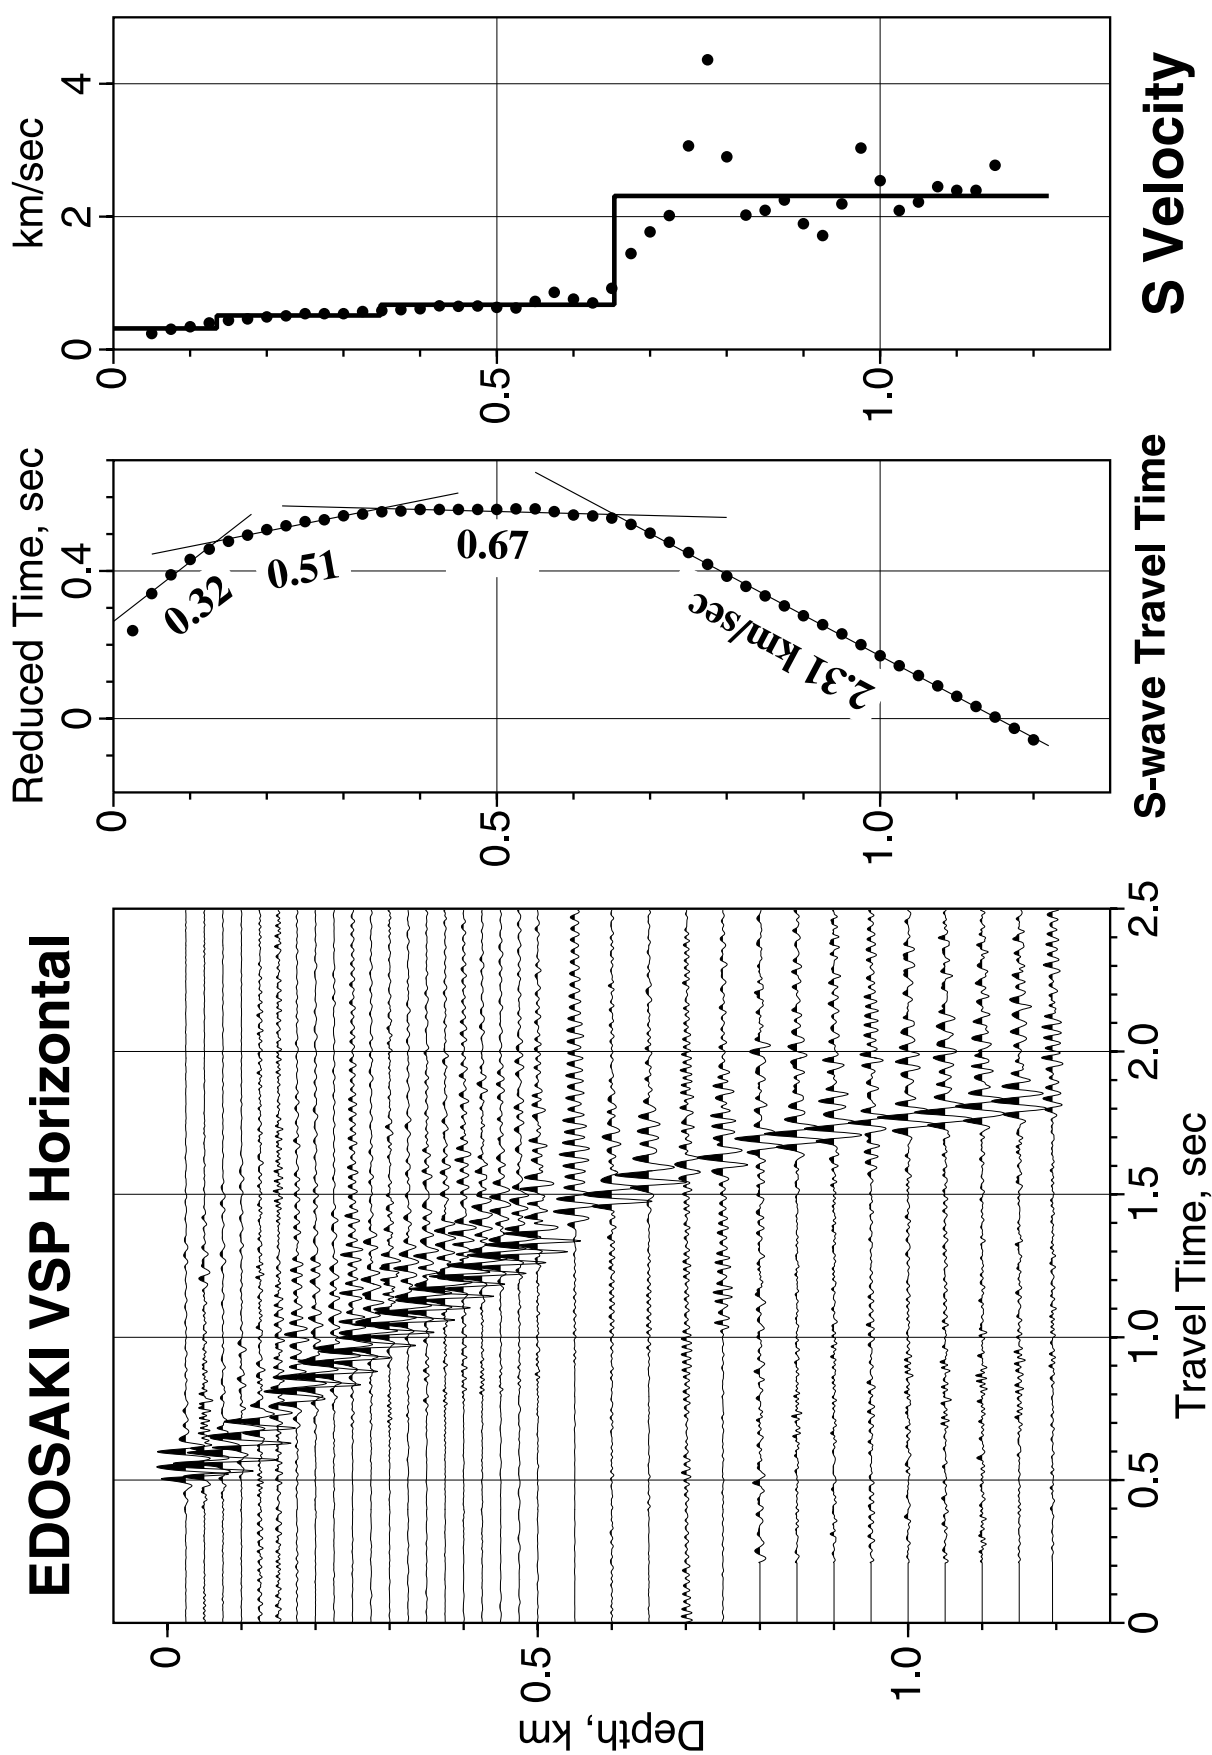 EDOSAKI VSP Horizontal
Depth, km
0
0.5
1.0
0
0.5
1.0
1.5
2.0
2.5
Travel Time, sec
Reduced Time, sec
0
0.4
0
0.5
1.0
0.32
0.51
0.67
2.31 km/sec
S-wave Travel Time
km/sec
0
2
4
0
0.5
1.0
S Velocity